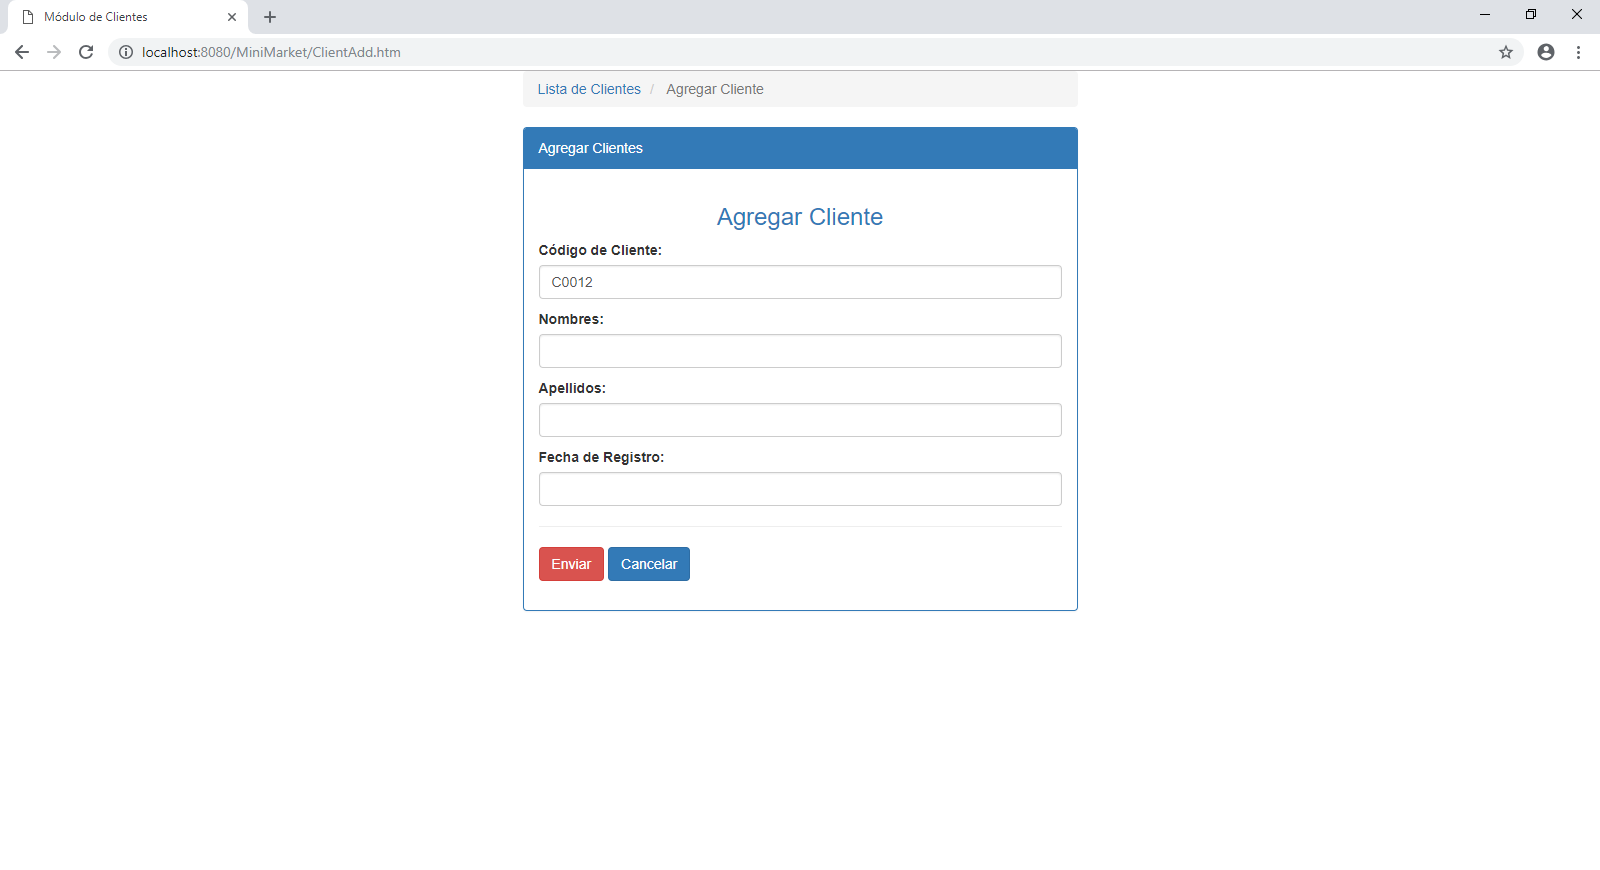 Módulo de Clientes
localhost:8080/MiniMarket/ClientAdd.htm
Lista de Clientes / Agregar Cliente
Agregar Clientes
Agregar Cliente
Código de Cliente:
C0012
Nombres:
Apellidos:
Fecha de Registro:
Enviar Cancelar